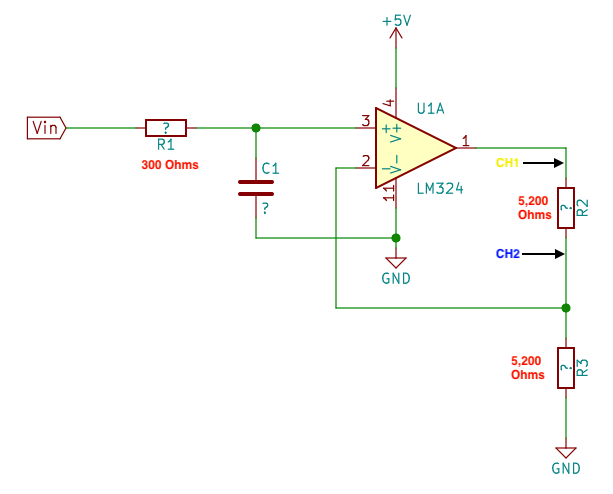 +5V
4
U1A
3
+
V+
1
Vin
?
R1
2
-
V-
CH1
300 Ohms
C1
11
LM324
?
5,200
Ohms
?
R2
CH2
GND
5,200
Ohms
?
R3
GND